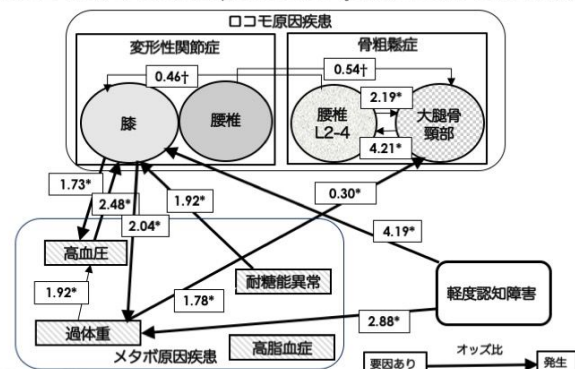 ロコモ原因疾患
変形性関節症
骨粗鬆症
0.46†
0.54†
膝
腰椎
腰椎
L2-4
2.19*
4.21*
大腿骨
頸部
1.73*
2.48*
2.04*
1.92*
0.30*
4.19*
高血圧
1.92*
1.78*
耐糖能異常
軽度認知障害
2.88*
過体重
メタボ原因疾患
高脂血症
要因あり
オッズ比
発生